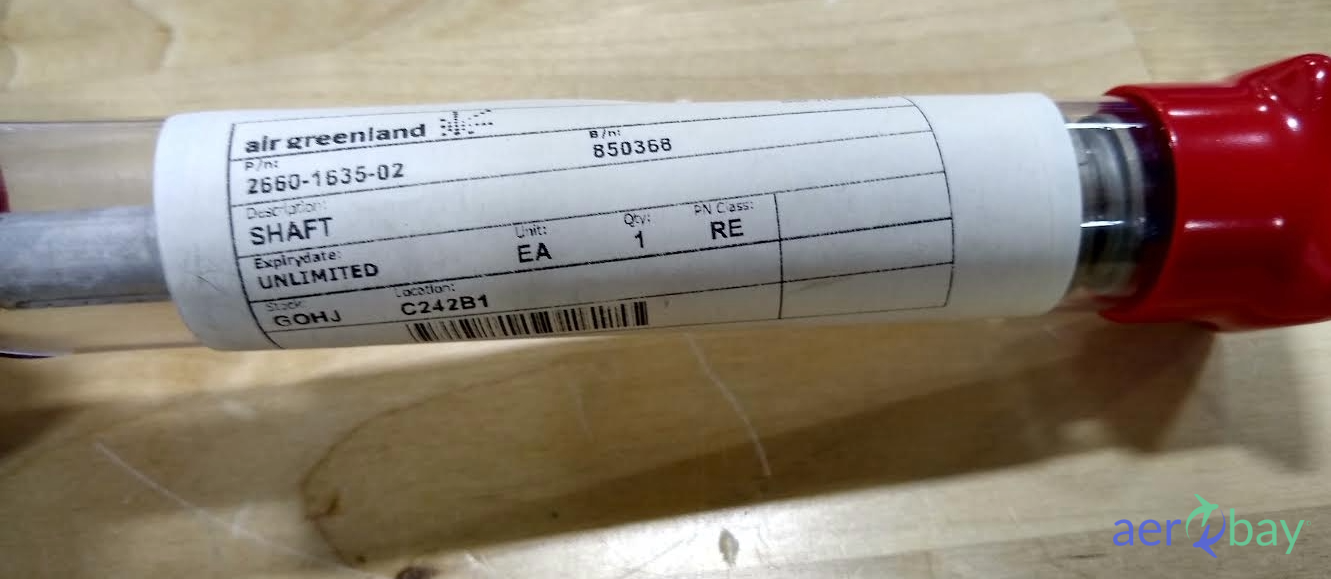 air greenland
P/n: B/n:
2660-1635-02 850368
Description:
SHAFT
Unit: Qty: PN Class:
EA 1 RE
Expirydate:
UNLIMITED
Stock: Location:
GOHJ C242B1
aerobay